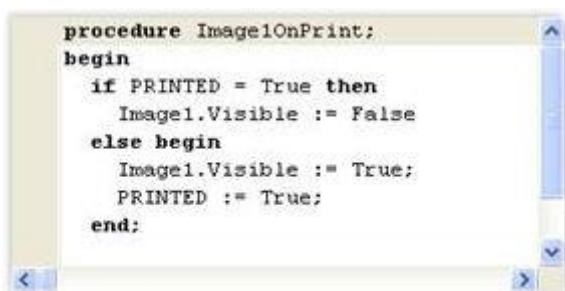 procedure Image1OnPrint;
begin
if PRINTED = True then
Image1.Visible := False
else begin
Image1.Visible := True;
PRINTED := True;
end;